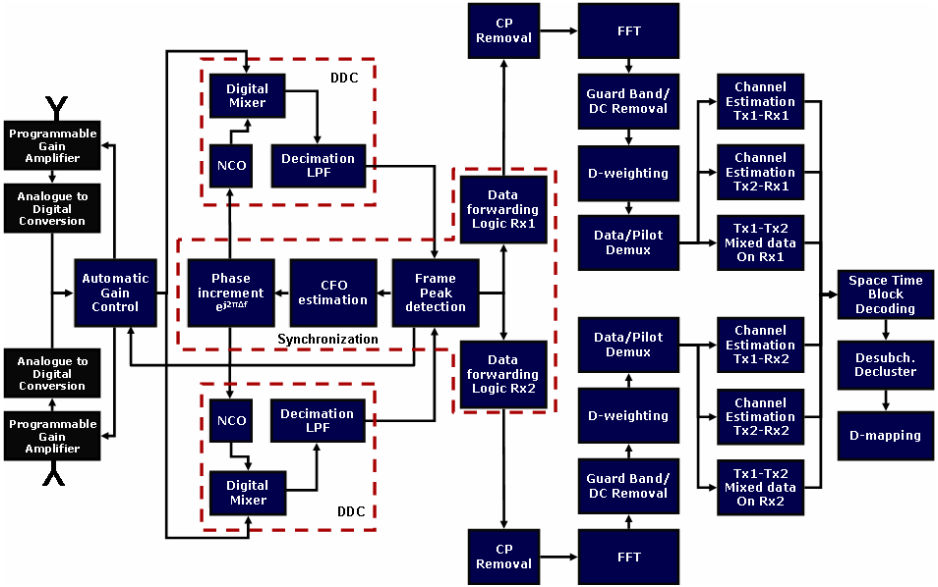 CP
Removal
FFT
DDC
Digital
Mixer
NCO
Decimation
LPF
Programmable
Gain
Amplifier
Analogue to
Digital
Conversion
Automatic
Gain
Control
Phase
increment
e^j2πΔf
CFO
estimation
Frame
Peak
detection
Synchronization
Data
forwarding
Logic Rx1
Data
forwarding
Logic Rx2
Analogue to
Digital
Conversion
Programmable
Gain
Amplifier
NCO
Decimation
LPF
Digital
Mixer
DDC
CP
Removal
FFT
Guard Band/
DC Removal
D-weighting
Data/Pilot
Demux
Channel
Estimation
Tx1-Rx1
Channel
Estimation
Tx2-Rx1
Tx1-Tx2
Mixed data
On Rx1
Data/Pilot
Demux
D-weighting
Guard Band/
DC Removal
Channel
Estimation
Tx1-Rx2
Channel
Estimation
Tx2-Rx2
Tx1-Tx2
Mixed data
On Rx2
Space Time
Block
Decoding
Desubch.
Decluster
D-mapping